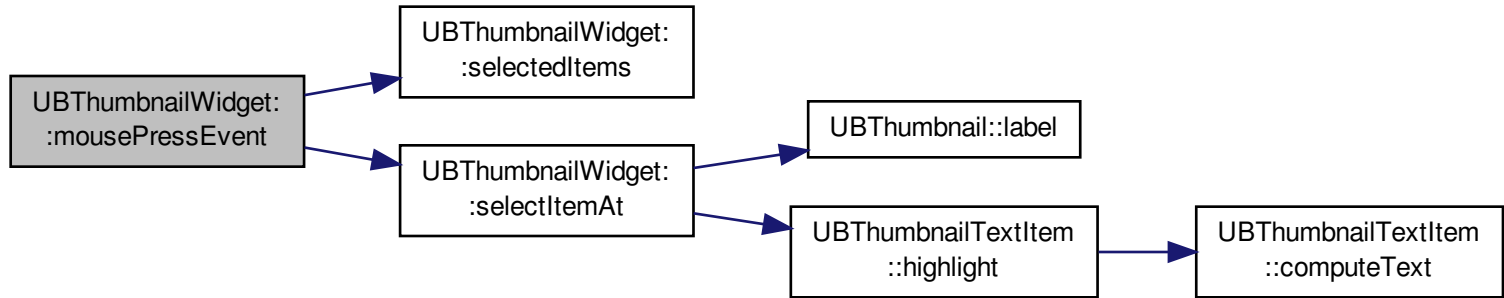 UBThumbnailWidget:
:mousePressEvent
UBThumbnailWidget:
:selectedItems
UBThumbnailWidget:
:selectItemAt
UBThumbnail::label
UBThumbnailTextItem
::highlight
UBThumbnailTextItem
::computeText